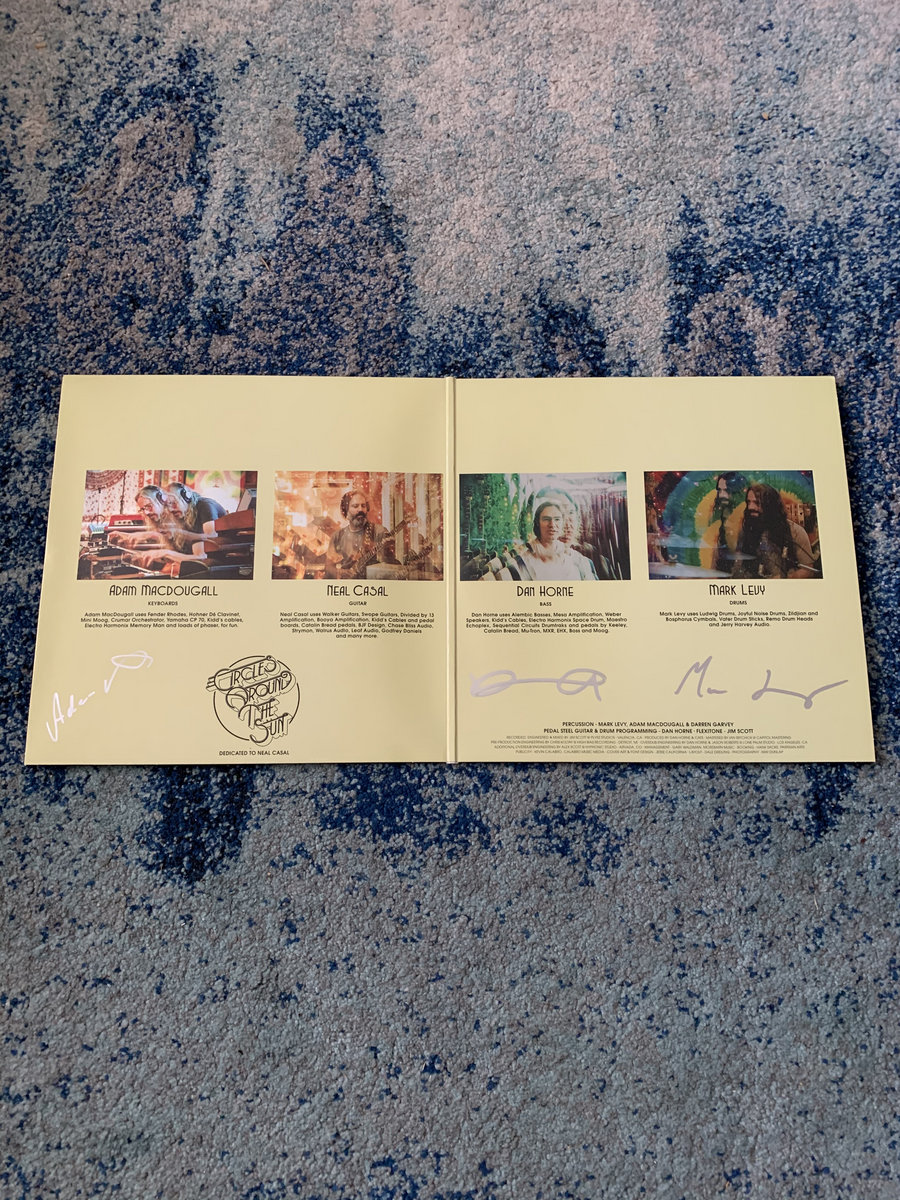 ADAM MACDOUGALL
KEYBOARDS
Adam MacDougall uses Fender Rhodes, Hohner D6 Clavinet,
Mini Moog, Crumar Orchestrator, Yamaha CP 70, Kidd's cables,
Electro Harmonix Memory Man and loads of phaser, for fun.
NEAL CASAL
GUITAR
Neal Casal uses Walker Guitars, Swope Guitars, Divided by 13
Amplification, Booya Amplification, Kidd's Cables and pedal
boards, Catalin Bread pedals, BJF Design, Chase Bliss Audio,
Strymon, Walrus Audio, Leaf Audio, Godfrey Daniels
and many more.
DAN HORNE
BASS
Dan Horne uses Alembic Basses, Mesa Amplification, Weber
Speakers, Kidd's Cables, Electro Harmonix Space Drum, Maestro
Echoplex, Sequential Circuits Drumtraks and pedals by Keeley,
Catalin Bread, Mu-tron, MXR, EHX, Boss and Moog.
MARK LEVY
DRUMS
Mark Levy uses Ludwig Drums, Joyful Noise Drums, Zildjian and
Bosphorus Cymbals, Vater Drum Sticks, Remo Drum Heads
and Jerry Harvey Audio.
Adam
CIRCLES
AROUND
THE
SUN
DEDICATED TO NEAL CASAL
PERCUSSION - MARK LEVY, ADAM MACDOUGALL & DARREN GARVEY
PEDAL STEEL GUITAR & DRUM PROGRAMMING - DAN HORNE · FLEXITONE - JIM SCOTT